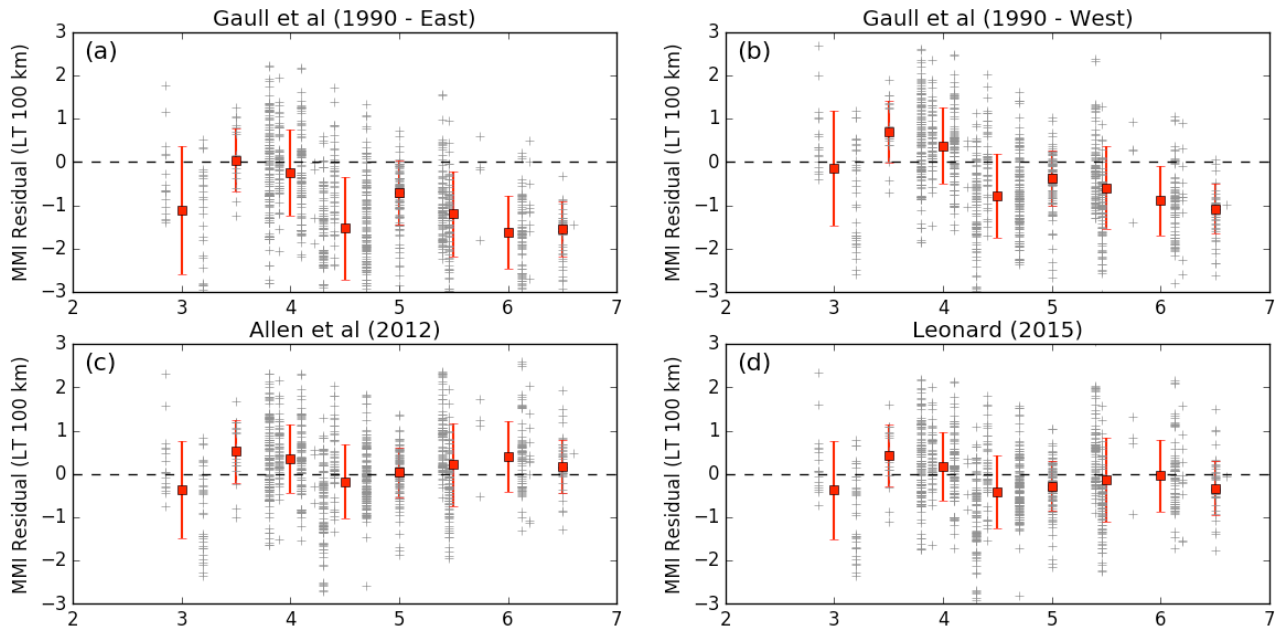 Gaull et al (1990 - East)
(a)
MMI Residual (LT 100 km)
3
2
1
0
−1
−2
−3
2 3 4 5 6 7
Gaull et al (1990 - West)
(b)
MMI Residual (LT 100 km)
3
2
1
0
−1
−2
−3
2 3 4 5 6 7
Allen et al (2012)
(c)
MMI Residual (LT 100 km)
3
2
1
0
−1
−2
−3
2 3 4 5 6 7
Leonard (2015)
(d)
MMI Residual (LT 100 km)
3
2
1
0
−1
−2
−3
2 3 4 5 6 7